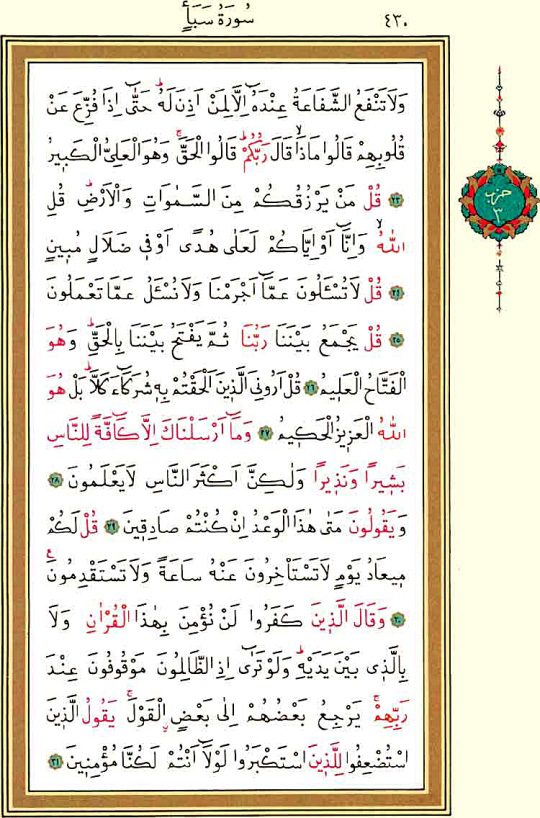 ٤٣٠
سُورَةُ سَبَأٍ
وَلَا تَنْفَعُ الشَّفَاعَةُ عِنْدَهُٓ اِلَّا لِمَنْ اَذِنَ لَهُۜ حَتّٰٓى اِذَا فُزِّعَ عَنْ
قُلُوبِهِمْ قَالُوا مَاذَاۙ قَالَ رَبُّكُمْۜ قَالُوا الْحَقَّۚ وَهُوَ الْعَلِيُّ الْكَبِيرُ
﴿٢٣﴾ قُلْ مَنْ يَرْزُقُكُمْ مِنَ السَّمٰوَاتِ وَالْاَرْضِۜ قُلِ
اللّٰهُۙ وَاِنَّٓا اَوْ اِيَّاكُمْ لَعَلٰى هُدًى اَوْ ف۪ي ضَلَالٍ مُب۪ينٍ
﴿٢٤﴾ قُلْ لَا تُسْـَٔلُونَ عَمَّٓا اَجْرَمْنَا وَلَا نُسْـَٔلُ عَمَّا تَعْمَلُونَ
﴿٢٥﴾ قُلْ يَجْمَعُ بَيْنَنَا رَبُّنَا ثُمَّ يَفْتَحُ بَيْنَنَا بِالْحَقِّۜ وَهُوَ
الْفَتَّاحُ الْعَل۪يمُ ﴿٢٦﴾ قُلْ اَرُونِيَ الَّذ۪ينَ اَلْحَقْتُمْ بِه۪ شُرَكَٓاءَ كَلَّاۜ بَلْ هُوَ
اللّٰهُ الْعَز۪يزُ الْحَك۪يمُ ﴿٢٧﴾ وَمَٓا اَرْسَلْنَاكَ اِلَّا كَٓافَّةً لِلنَّاسِ
بَش۪يراً وَنَذ۪يراً وَلٰكِنَّ اَكْثَرَ النَّاسِ لَا يَعْلَمُونَ ﴿٢٨﴾
وَيَقُولُونَ مَتٰى هٰذَا الْوَعْدُ اِنْ كُنْتُمْ صَادِق۪ينَ ﴿٢٩﴾ قُلْ لَكُمْ
م۪يعَادُ يَوْمٍ لَا تَسْتَأْخِرُونَ عَنْهُ سَاعَةً وَلَا تَسْتَقْدِمُونَ۟
﴿٣٠﴾ وَقَالَ الَّذ۪ينَ كَفَرُوا لَنْ نُؤْمِنَ بِهٰذَا الْقُرْاٰنِ وَلَا
بِالَّذ۪ي بَيْنَ يَدَيْهِۜ وَلَوْ تَرٰٓى اِذِ الظَّالِمُونَ مَوْقُوفُونَ عِنْدَ
رَبِّهِمْۚ يَرْجِعُ بَعْضُهُمْ اِلٰى بَعْضٍۨ الْقَوْلَۚ يَقُولُ الَّذ۪ينَ
اسْتُضْعِفُوا لِلَّذ۪ينَ اسْتَكْبَرُوا لَوْلَٓا اَنْتُمْ لَكُنَّا مُؤْمِن۪ينَ ﴿٣١﴾
حزب
٣